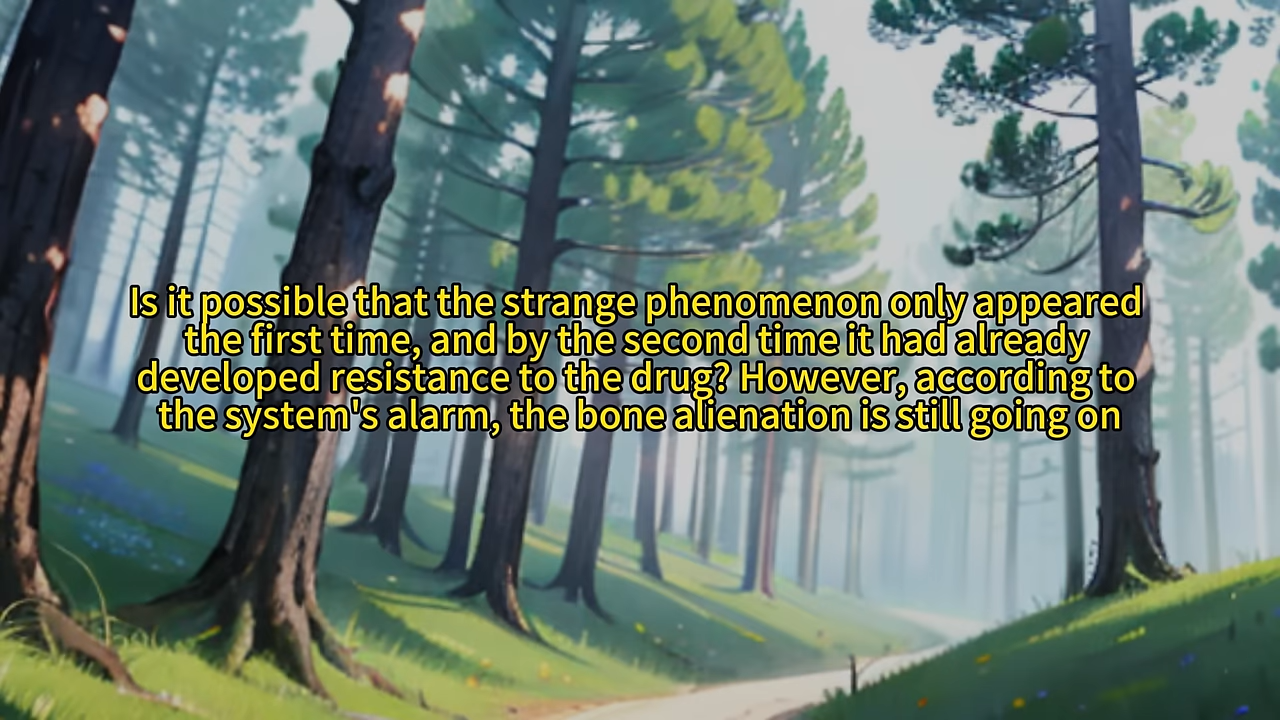 Is it possible that the strange phenomenon only appeared
the first time, and by the second time it had already
developed resistance to the drug? However, according to
the system's alarm, the bone alienation is still going on